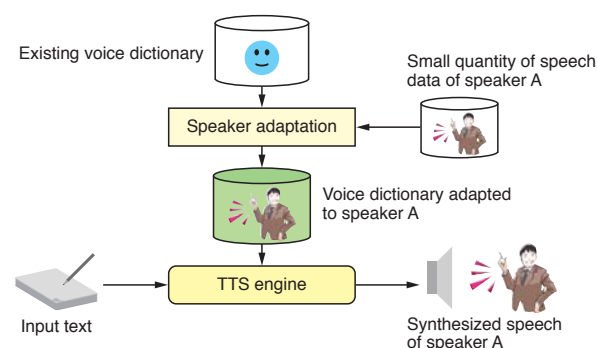 Existing voice dictionary
Small quantity of speech
data of speaker A
Speaker adaptation
Voice dictionary adapted
to speaker A
TTS engine
Input text
Synthesized speech
of speaker A